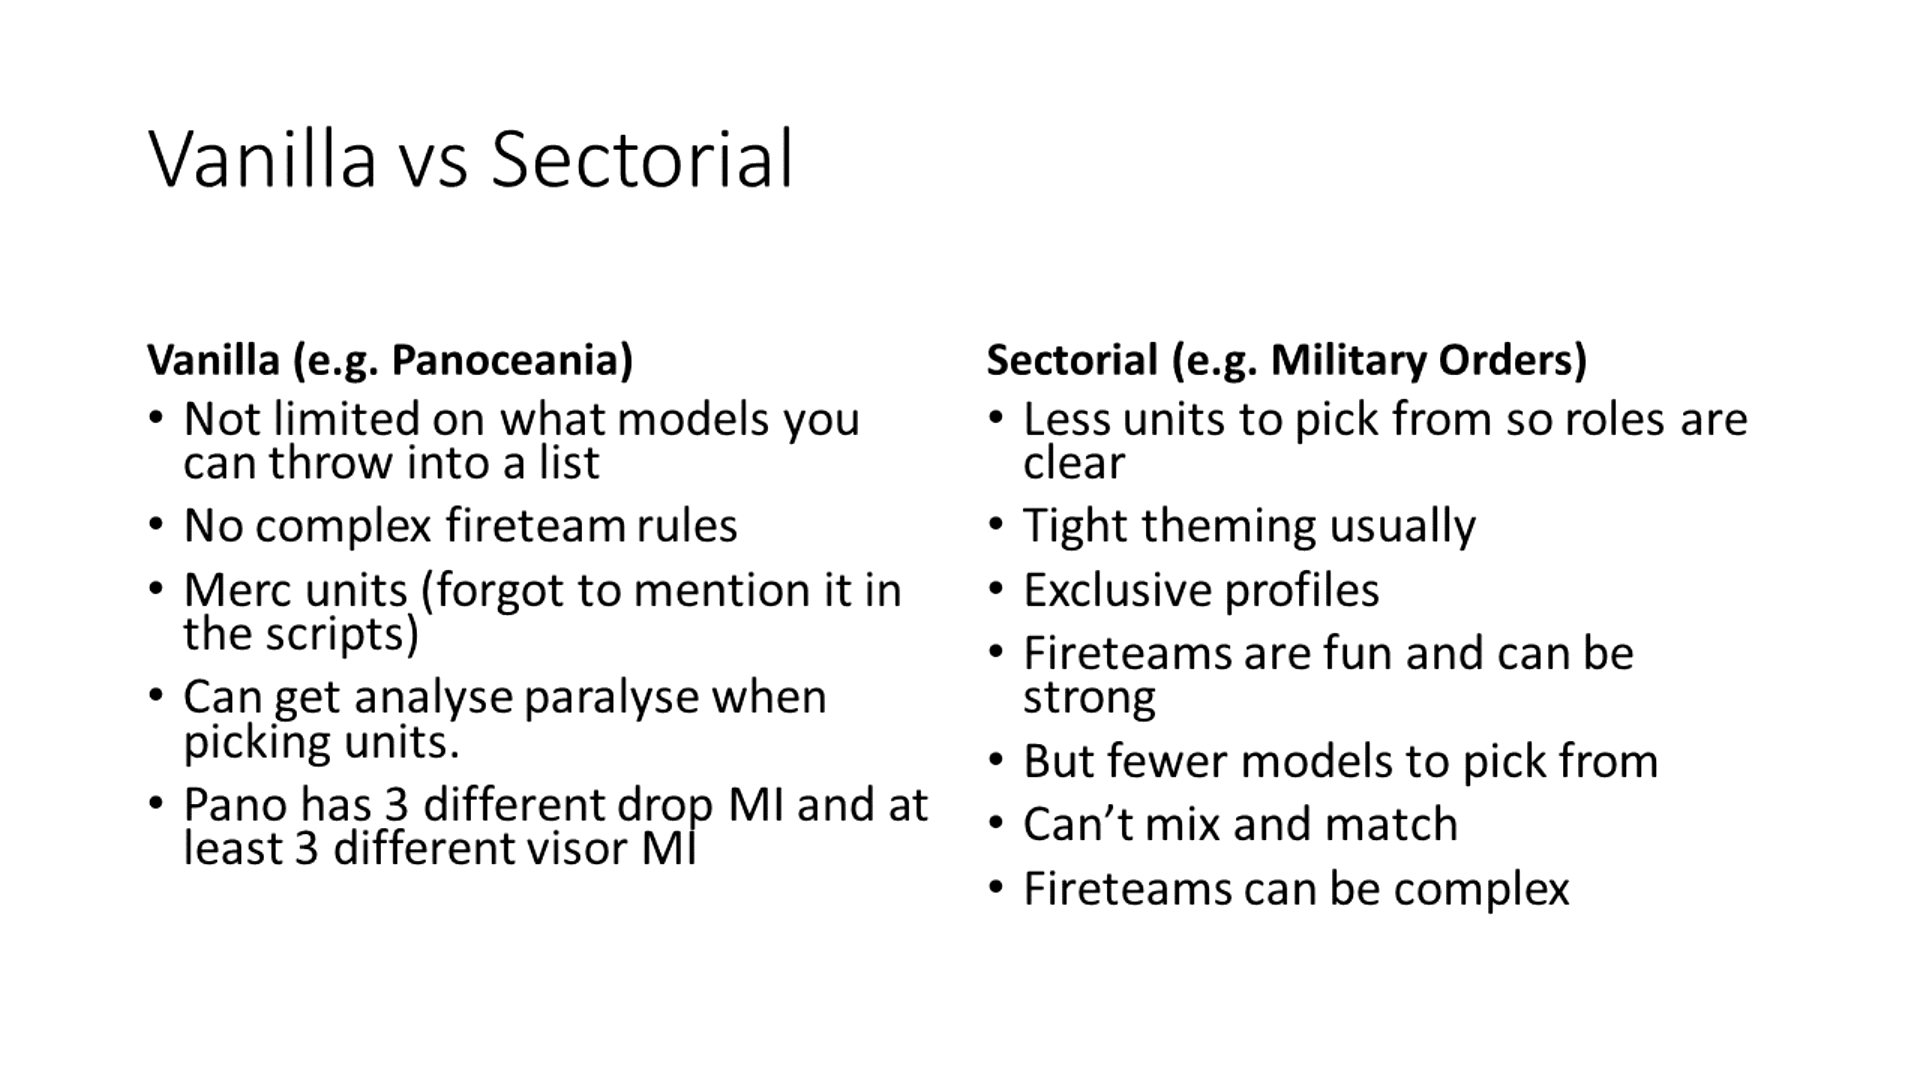 Vanilla vs Sectorial
Vanilla (e.g. Panoceania)
• Not limited on what models you
can throw into a list
• No complex fireteam rules
• Merc units (forgot to mention it in
the scripts)
• Can get analyse paralyse when
picking units.
• Pano has 3 different drop MI and at
least 3 different visor MI
Sectorial (e.g. Military Orders)
• Less units to pick from so roles are
clear
• Tight theming usually
• Exclusive profiles
• Fireteams are fun and can be
strong
• But fewer models to pick from
• Can’t mix and match
• Fireteams can be complex